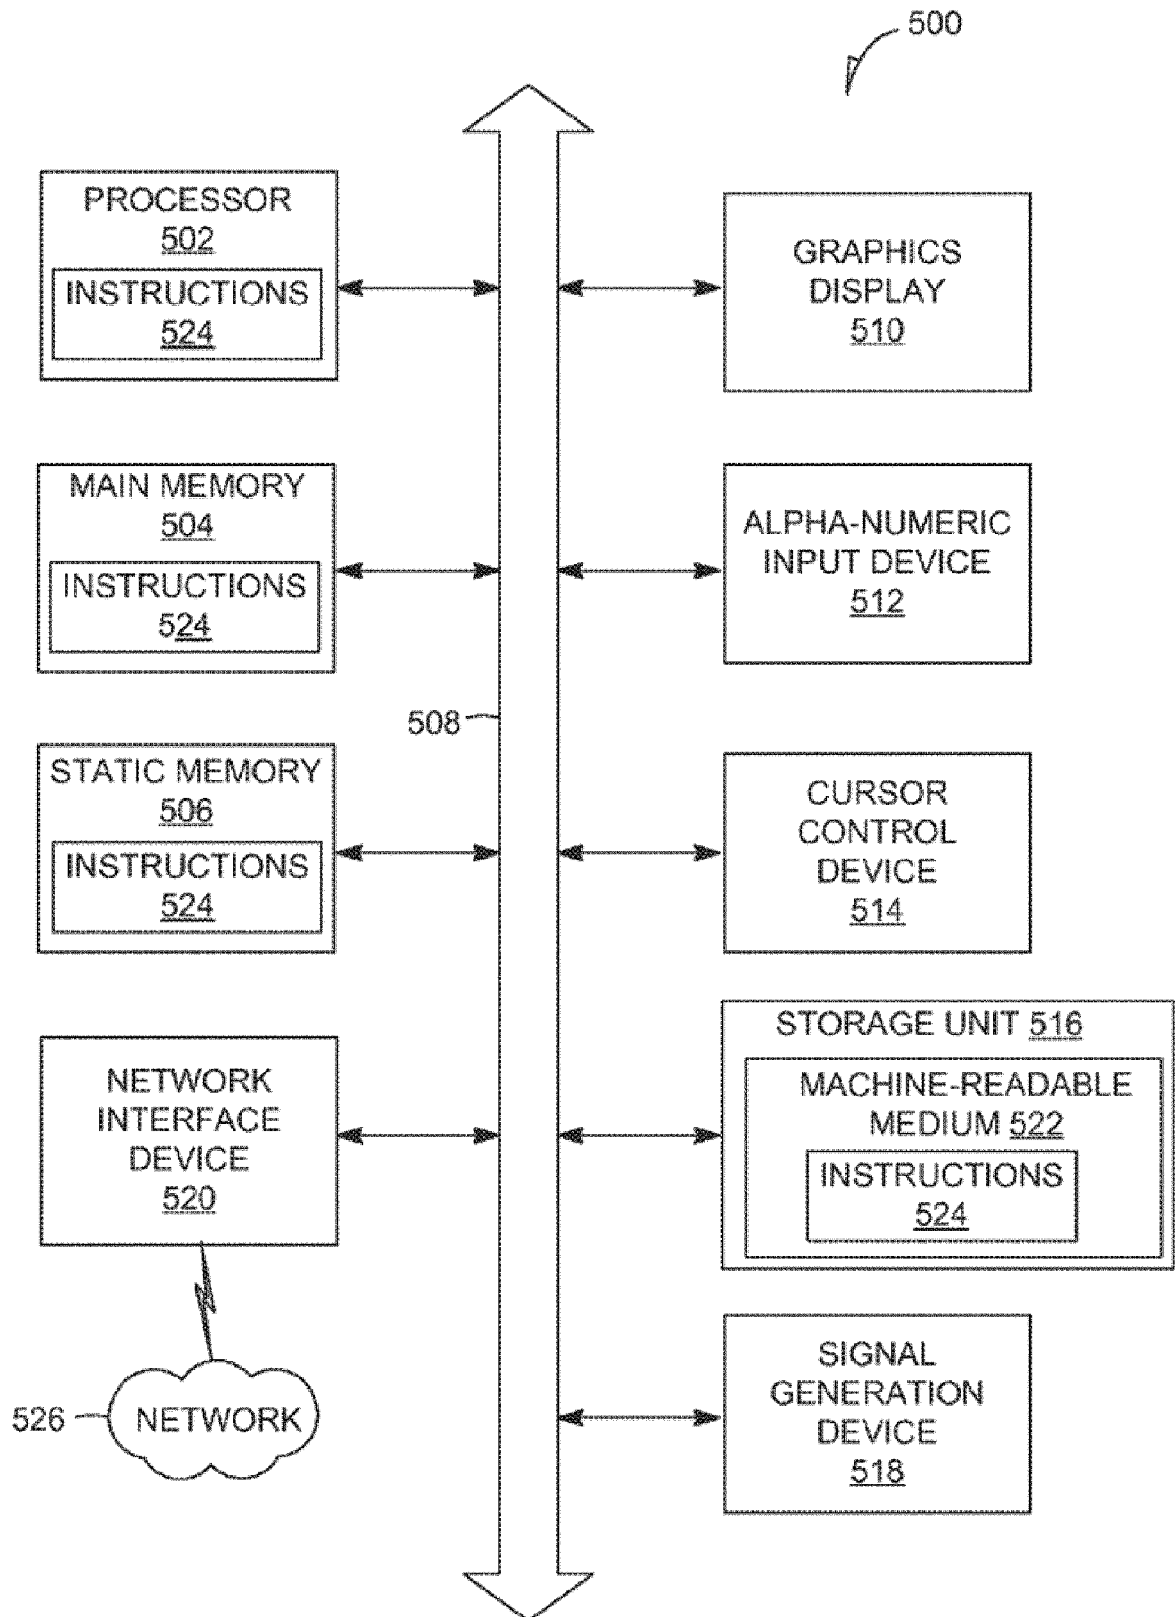 500
PROCESSOR
502
INSTRUCTIONS
524
GRAPHICS
DISPLAY
510
MAIN MEMORY
504
INSTRUCTIONS
524
ALPHA-NUMERIC
INPUT DEVICE
512
508
STATIC MEMORY
506
INSTRUCTIONS
524
CURSOR
CONTROL
DEVICE
514
NETWORK
INTERFACE
DEVICE
520
STORAGE UNIT 516
MACHINE-READABLE
MEDIUM 522
INSTRUCTIONS
524
526
NETWORK
SIGNAL
GENERATION
DEVICE
518